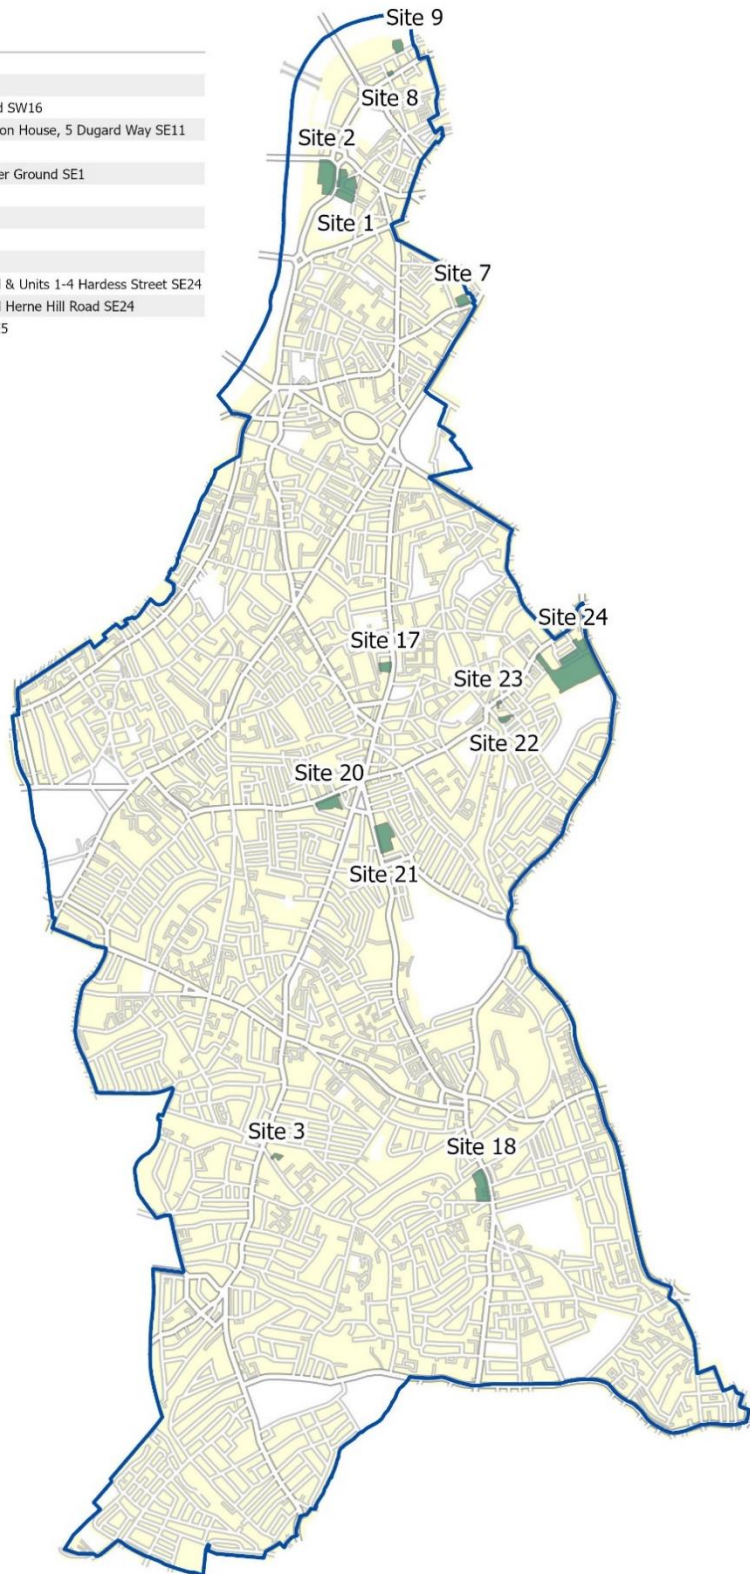 Site 9
d SW16
Site 8
on House, 5 Dugard Way SE11
Site 2
er Ground SE1
Site 1
Site 7
& Units 1-4 Hardess Street SE24
Herne Hill Road SE24
5
Site 24
Site 17
Site 23
Site 22
Site 20
Site 21
Site 3
Site 18